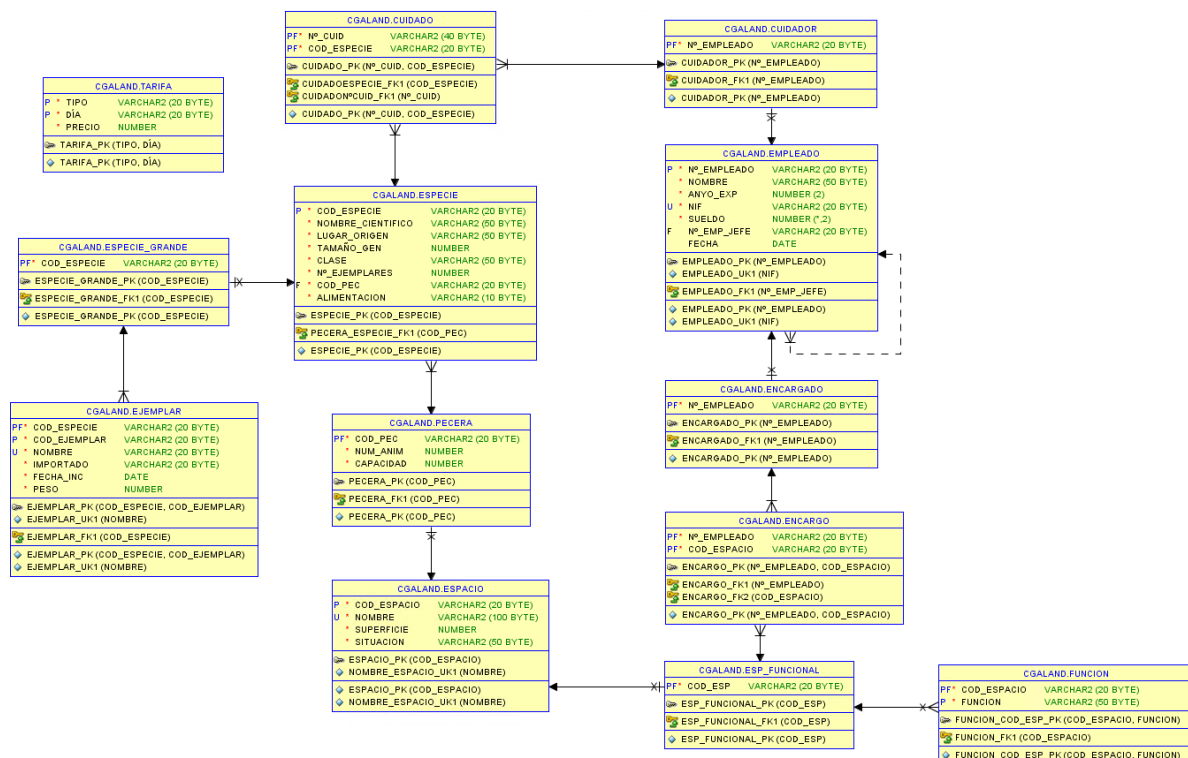 CGALAND.CUIDADO
PF* Nº_CUID VARCHAR2 (40 BYTE)
PF* COD_ESPECIE VARCHAR2 (20 BYTE)
CUIDADO_PK (Nº_CUID, COD_ESPECIE)
CUIDADOESPECIE_FK1 (COD_ESPECIE)
CUIDADONºCUID_FK1 (Nº_CUID)
CUIDADO_PK (Nº_CUID, COD_ESPECIE)
CGALAND.CUIDADOR
PF* Nº_EMPLEADO VARCHAR2 (20 BYTE)
CUIDADOR_PK (Nº_EMPLEADO)
CUIDADOR_FK1 (Nº_EMPLEADO)
CUIDADOR_PK (Nº_EMPLEADO)
CGALAND.TARIFA
P * TIPO VARCHAR2 (20 BYTE)
P * DÌA VARCHAR2 (20 BYTE)
* PRECIO NUMBER
TARIFA_PK (TIPO, DÌA)
TARIFA_PK (TIPO, DÌA)
CGALAND.EMPLEADO
P * Nº_EMPLEADO VARCHAR2 (20 BYTE)
* NOMBRE VARCHAR2 (50 BYTE)
* ANYO_EXP NUMBER (2)
U * NIF VARCHAR2 (20 BYTE)
* SUELDO NUMBER (*,2)
F Nº_EMP_JEFE VARCHAR2 (20 BYTE)
FECHA DATE
EMPLEADO_PK (Nº_EMPLEADO)
EMPLEADO_UK1 (NIF)
EMPLEADO_FK1 (Nº_EMP_JEFE)
EMPLEADO_PK (Nº_EMPLEADO)
EMPLEADO_UK1 (NIF)
CGALAND.ESPECIE
P * COD_ESPECIE VARCHAR2 (20 BYTE)
* NOMBRE_CIENTIFICO VARCHAR2 (50 BYTE)
* LUGAR_ORIGEN VARCHAR2 (50 BYTE)
* TAMAÑO_GEN NUMBER
* CLASE VARCHAR2 (50 BYTE)
* Nº_EJEMPLARES NUMBER
F * COD_PEC VARCHAR2 (20 BYTE)
* ALIMENTACION VARCHAR2 (10 BYTE)
ESPECIE_PK (COD_ESPECIE)
PECERA_ESPECIE_FK1 (COD_PEC)
ESPECIE_PK (COD_ESPECIE)
CGALAND.ESPECIE_GRANDE
PF* COD_ESPECIE VARCHAR2 (20 BYTE)
ESPECIE_GRANDE_PK (COD_ESPECIE)
ESPECIE_GRANDE_FK1 (COD_ESPECIE)
ESPECIE_GRANDE_PK (COD_ESPECIE)
CGALAND.ENCARGADO
PF* Nº_EMPLEADO VARCHAR2 (20 BYTE)
ENCARGADO_PK (Nº_EMPLEADO)
ENCARGADO_FK1 (Nº_EMPLEADO)
ENCARGADO_PK (Nº_EMPLEADO)
CGALAND.EJEMPLAR
PF* COD_ESPECIE VARCHAR2 (20 BYTE)
P * COD_EJEMPLAR VARCHAR2 (20 BYTE)
U * NOMBRE VARCHAR2 (20 BYTE)
* IMPORTADO VARCHAR2 (20 BYTE)
* FECHA_INC DATE
* PESO NUMBER
EJEMPLAR_PK (COD_ESPECIE, COD_EJEMPLAR)
EJEMPLAR_UK1 (NOMBRE)
EJEMPLAR_FK1 (COD_ESPECIE)
EJEMPLAR_PK (COD_ESPECIE, COD_EJEMPLAR)
EJEMPLAR_UK1 (NOMBRE)
CGALAND.PECERA
PF* COD_PEC VARCHAR2 (20 BYTE)
* NUM_ANIM NUMBER
* CAPACIDAD NUMBER
PECERA_PK (COD_PEC)
PECERA_FK1 (COD_PEC)
PECERA_PK (COD_PEC)
CGALAND.ENCARGO
PF* Nº_EMPLEADO VARCHAR2 (20 BYTE)
PF* COD_ESPACIO VARCHAR2 (20 BYTE)
ENCARGO_PK (Nº_EMPLEADO, COD_ESPACIO)
ENCARGO_FK1 (Nº_EMPLEADO)
ENCARGO_FK2 (COD_ESPACIO)
ENCARGO_PK (Nº_EMPLEADO, COD_ESPACIO)
CGALAND.ESPACIO
P * COD_ESPACIO VARCHAR2 (20 BYTE)
U * NOMBRE VARCHAR2 (100 BYTE)
* SUPERFICIE NUMBER
* SITUACION VARCHAR2 (50 BYTE)
ESPACIO_PK (COD_ESPACIO)
NOMBRE_ESPACIO_UK1 (NOMBRE)
ESPACIO_PK (COD_ESPACIO)
NOMBRE_ESPACIO_UK1 (NOMBRE)
CGALAND.ESP_FUNCIONAL
PF* COD_ESP VARCHAR2 (20 BYTE)
ESP_FUNCIONAL_PK (COD_ESP)
ESP_FUNCIONAL_FK1 (COD_ESP)
ESP_FUNCIONAL_PK (COD_ESP)
CGALAND.FUNCION
PF* COD_ESPACIO VARCHAR2 (20 BYTE)
P * FUNCION VARCHAR2 (50 BYTE)
FUNCION_COD_ESP_PK (COD_ESPACIO, FUNCION)
FUNCION_FK1 (COD_ESPACIO)
FUNCION_COD_ESP_PK (COD_ESPACIO, FUNCION)